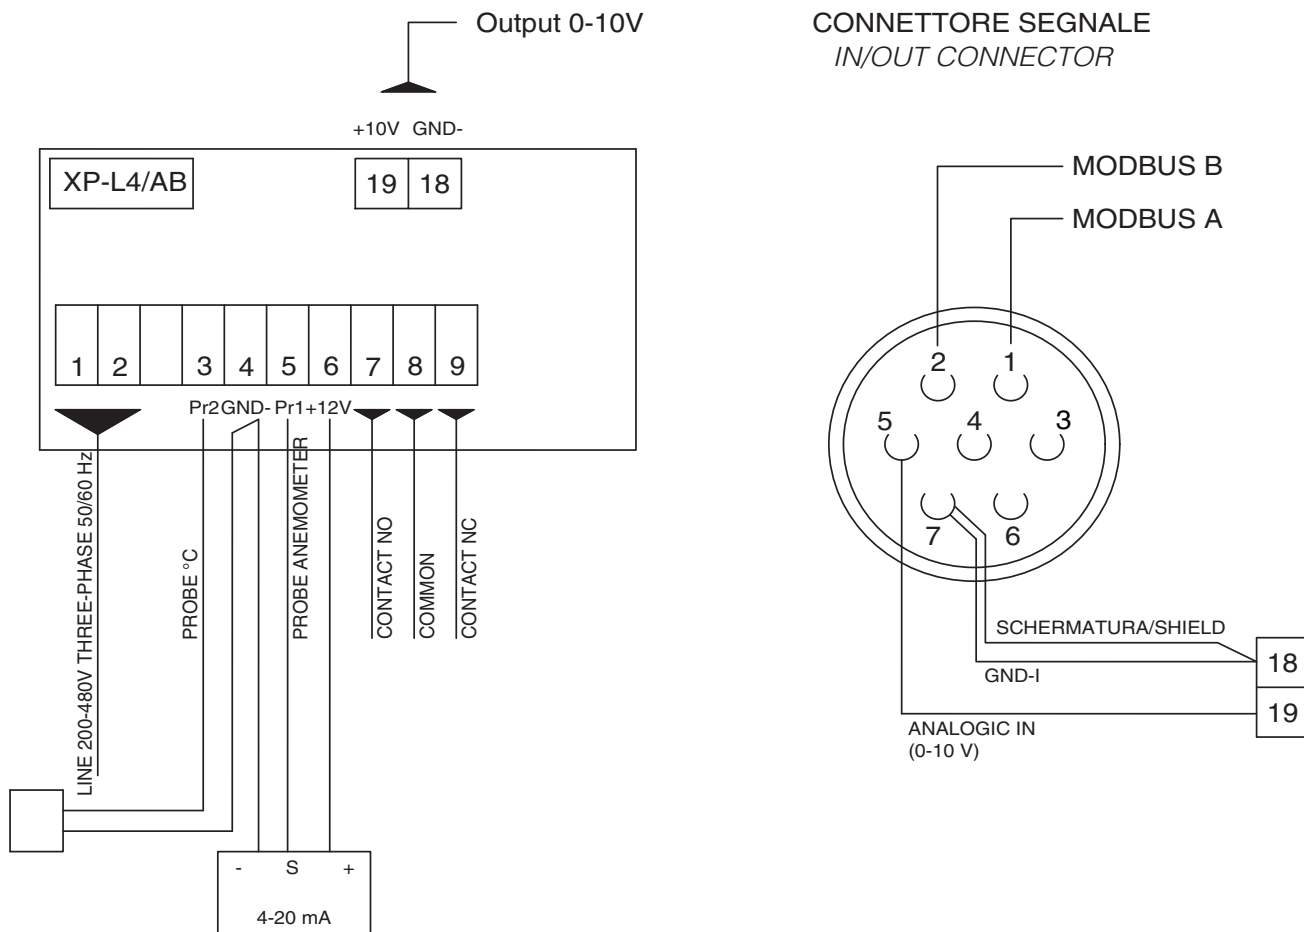 Output 0-10V
+10V GND-
XP-L4/AB
19 18
1 2 3 4 5 6 7 8 9
Pr2 GND- Pr1 +12V
LINE 200-480V THREE-PHASE 50/60 Hz
PROBE °C
PROBE ANEMOMETER
CONTACT NO
COMMON
CONTACT NC
- S +
4-20 mA
CONNETTORE SEGNALE
IN/OUT CONNECTOR
MODBUS B
MODBUS A
2 1
5 4 3
7 6
SCHERMATURA/SHIELD
18
GND-I
19
ANALOGIC IN
(0-10 V)